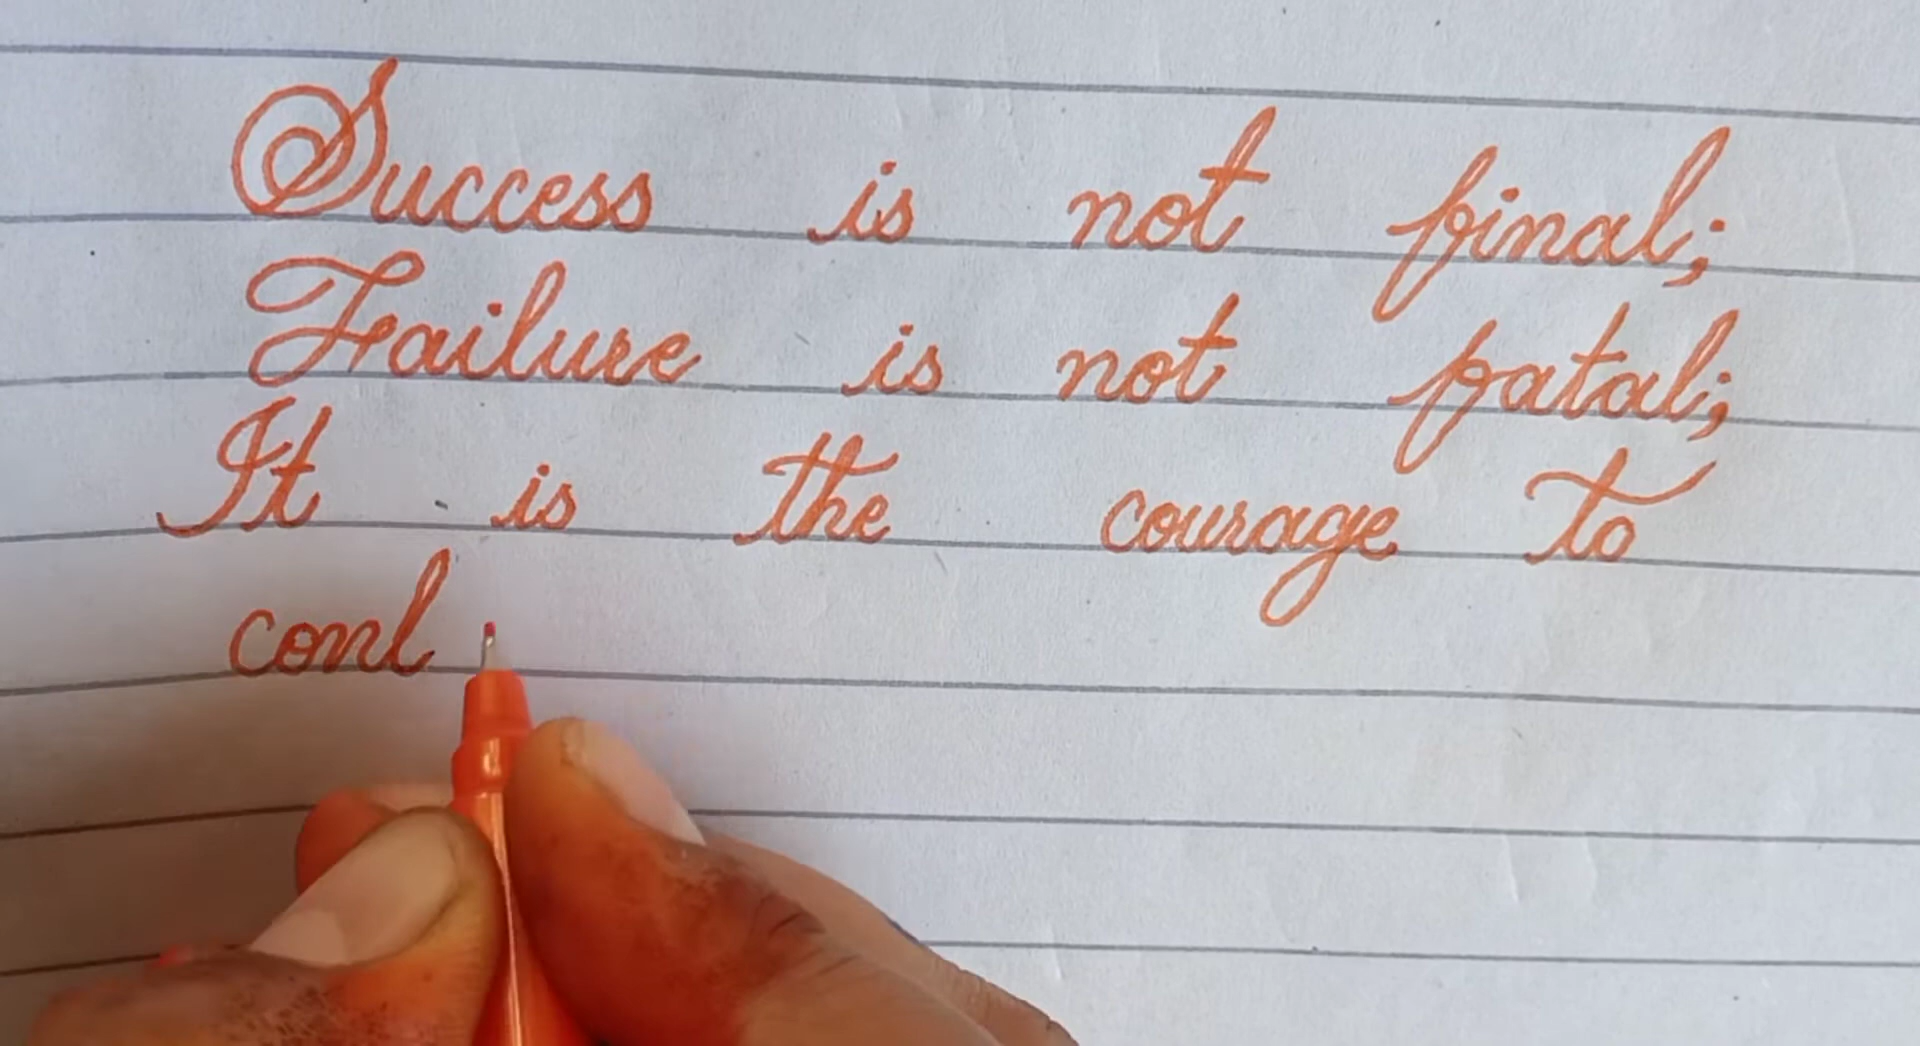 Success is not final;
Failure is not fatal;
It is the courage to
conl